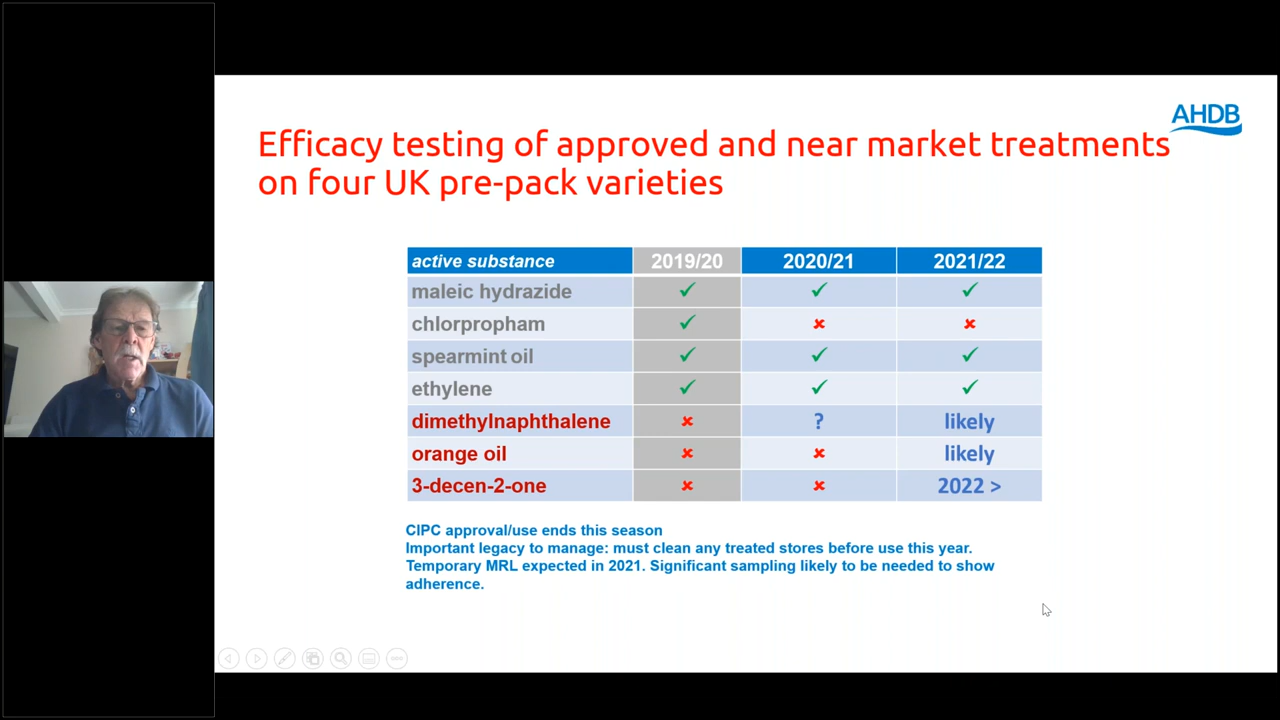 AHDB
Efficacy testing of approved and near market treatments
on four UK pre-pack varieties
active substance 2019/20 2020/21 2021/22
maleic hydrazide ✓ ✓ ✓
chlorpropham ✓ ✗ ✗
spearmint oil ✓ ✓ ✓
ethylene ✓ ✓ ✓
dimethylnaphthalene ✗ ? likely
orange oil ✗ ✗ likely
3-decen-2-one ✗ ✗ 2022 >
CIPC approval/use ends this season
Important legacy to manage: must clean any treated stores before use this year.
Temporary MRL expected in 2021. Significant sampling likely to be needed to show
adherence.